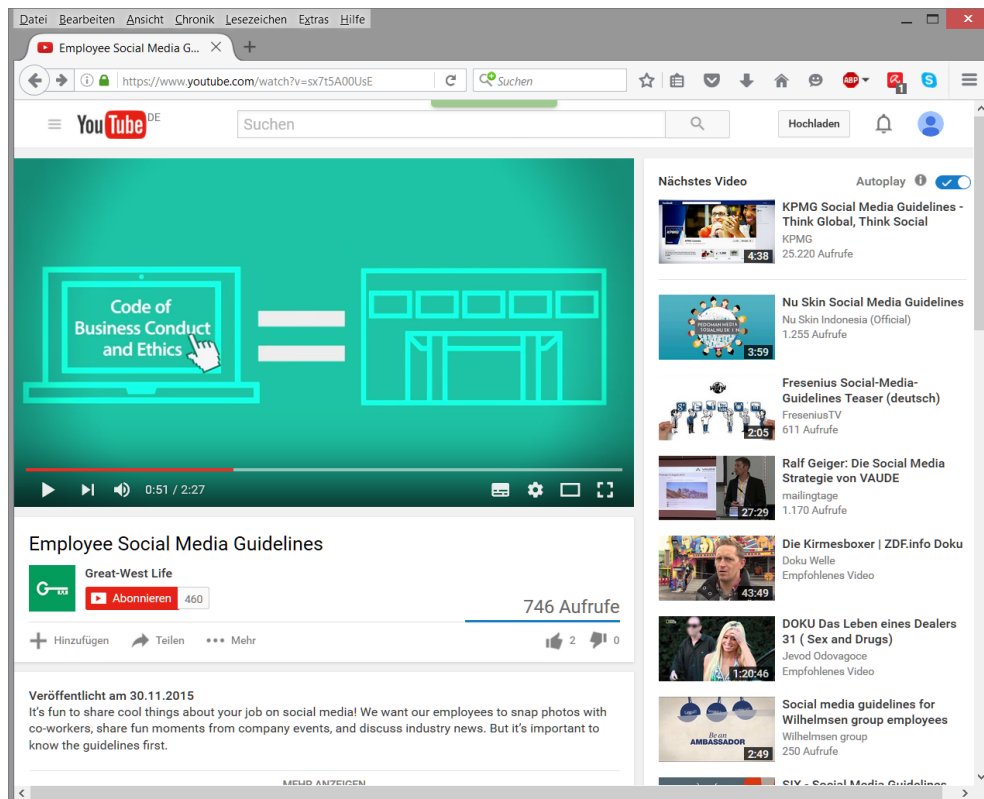 Datei Bearbeiten Ansicht Chronik Lesezeichen Extras Hilfe
Employee Social Media G...
https://www.youtube.com/watch?v=sx7t5A00UsE
Suchen
ABP
1
YouTube DE
Suchen
Hochladen
Code of
Business Conduct
and Ethics
0:51 / 2:27
Employee Social Media Guidelines
Great-West Life
Abonnieren 460
746 Aufrufe
Hinzufügen Teilen Mehr
2 0
Veröffentlicht am 30.11.2015
It's fun to share cool things about your job on social media! We want our employees to snap photos with
co-workers, share fun moments from company events, and discuss industry news. But it's important to
know the guidelines first.
MEHR ANZEIGEN
Nächstes Video Autoplay
KPMG Social Media Guidelines -
Think Global, Think Social
KPMG
25.220 Aufrufe
4:38
Nu Skin Social Media Guidelines
Nu Skin Indonesia (Official)
1.255 Aufrufe
PEDOMAN MEDIA
SOSIAL NU SKIN
3:59
Fresenius Social-Media-
Guidelines Teaser (deutsch)
FreseniusTV
611 Aufrufe
2:05
Ralf Geiger: Die Social Media
Strategie von VAUDE
mailingtage
1.170 Aufrufe
VAUDE
27:29
Die Kirmesboxer | ZDF.info Doku
Doku Welle
Empfohlenes Video
43:49
DOKU Das Leben eines Dealers
31 ( Sex and Drugs)
Jevod Odovagoce
Empfohlenes Video
1:20:46
Social media guidelines for
Wilhelmsen group employees
Wilhelmsen group
250 Aufrufe
Be an
AMBASSADOR
2:49
SIX - Social Media Guidelines